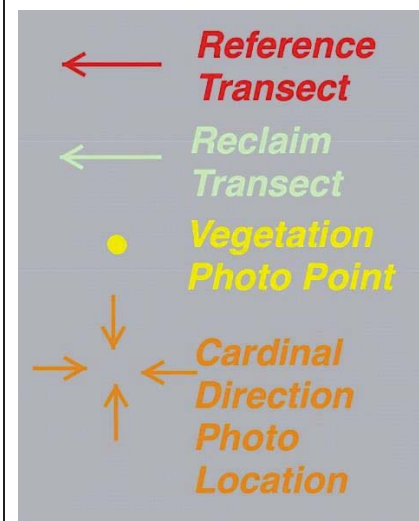 Reference
Transect
Reclaim
Transect
Vegetation
Photo Point
Cardinal
Direction
Photo
Location